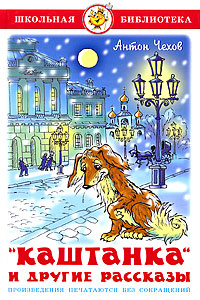 ШКОЛЬНАЯ БИБЛИОТЕКА
Антон Чехов
"КАШТАНКА"
И ДРУГИЕ РАССКАЗЫ
ПРОИЗВЕДЕНИЯ ПЕЧАТАЮТСЯ БЕЗ СОКРАЩЕНИЙ